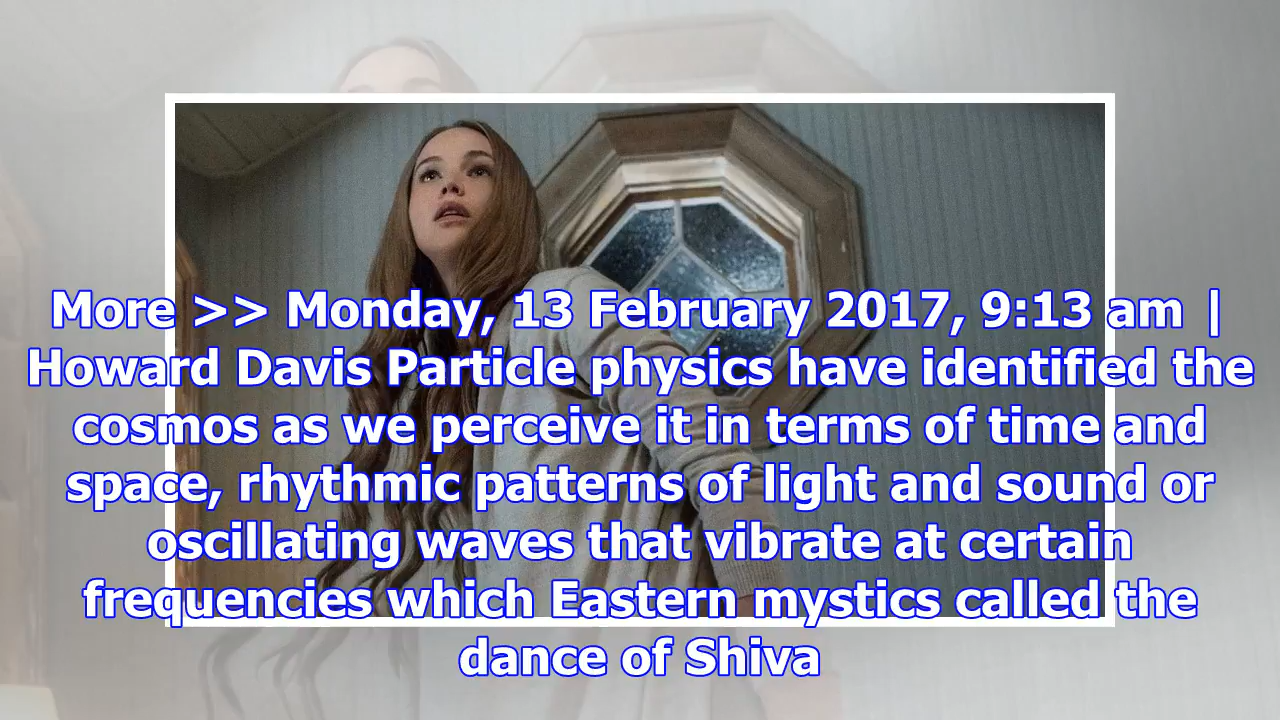 More >> Monday, 13 February 2017, 9:13 am |
Howard Davis Particle physics have identified the
cosmos as we perceive it in terms of time and
space, rhythmic patterns of light and sound or
oscillating waves that vibrate at certain
frequencies which Eastern mystics called the
dance of Shiva